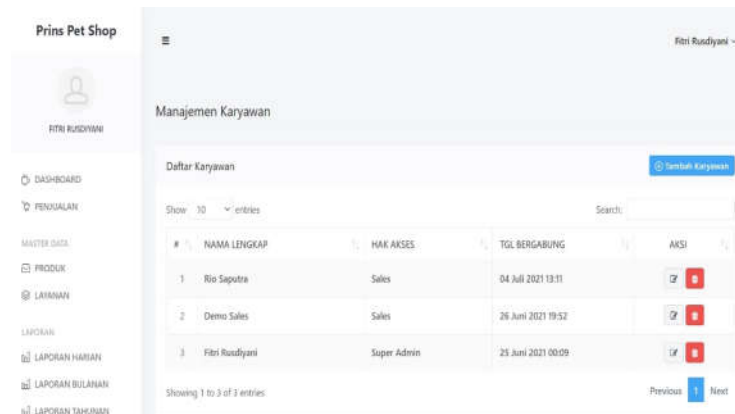 Prins Pet Shop
Fitri Rusdiyani
FITRI RUSDIYANI
Manajemen Karyawan
DASHBOARD
PENJUALAN
MASTER DATA
PRODUK
LAYANAN
LAPORAN
LAPORAN HARIAN
LAPORAN BULANAN
LAPORAN TAHUNAN
Daftar Karyawan
Tambah Karyawan
Show 10 entries
Search:
# NAMA LENGKAP HAK AKSES TGL BERGABUNG AKSI
1 Rio Saputra Sales 04 Juli 2021 13:11
2 Demo Sales Sales 26 Juni 2021 19:52
3 Fitri Rusdiyani Super Admin 25 Juni 2021 00:09
Showing 1 to 3 of 3 entries
Previous 1 Next